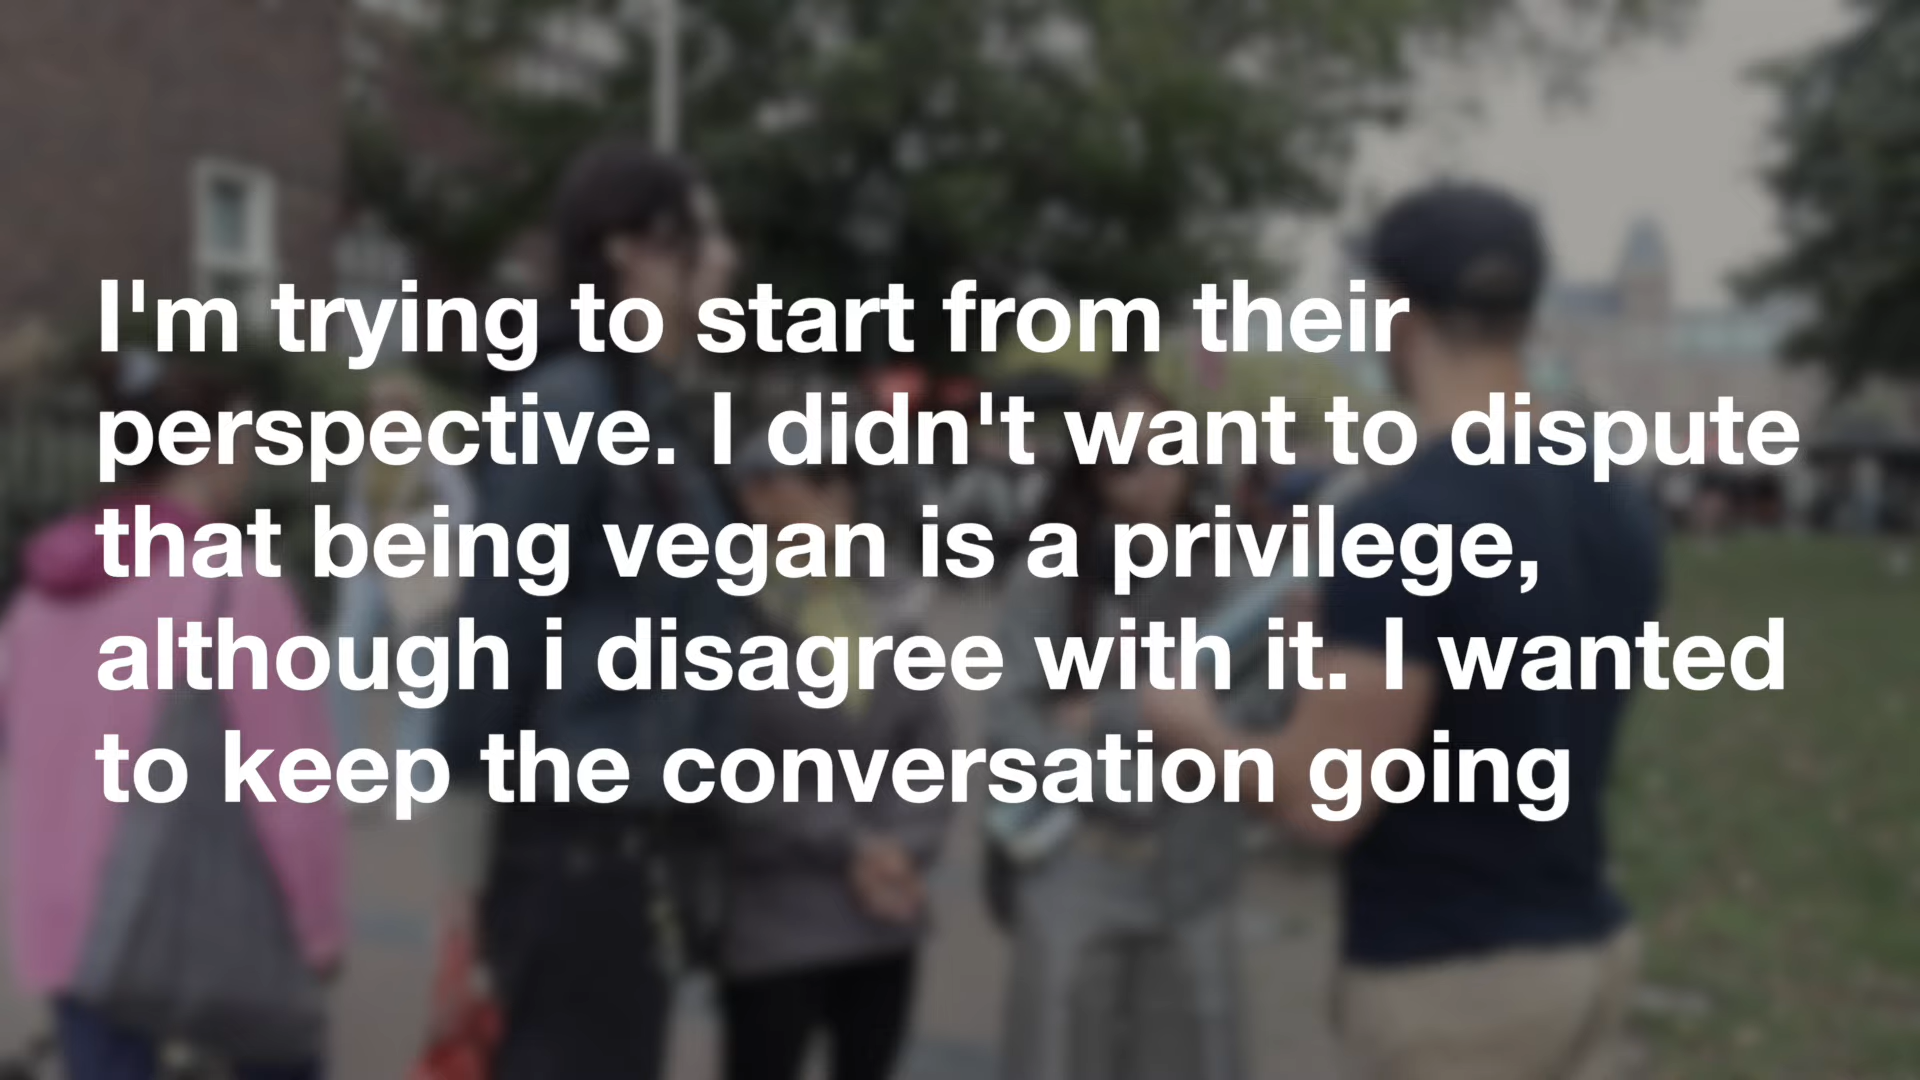 I'm trying to start from their
perspective. I didn't want to dispute
that being vegan is a privilege,
although i disagree with it. I wanted
to keep the conversation going